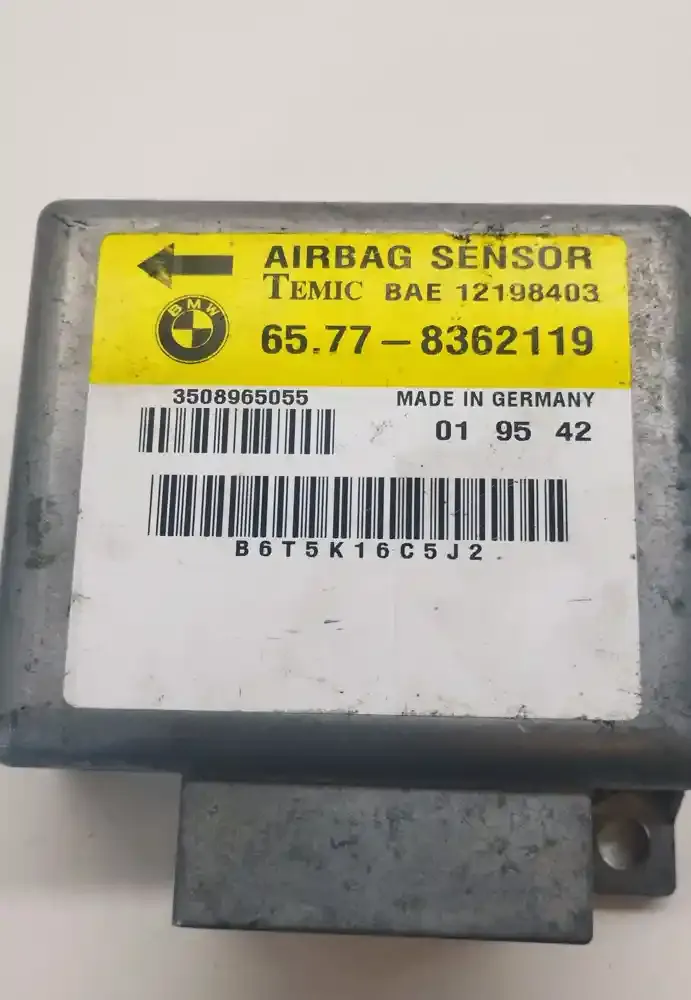 AIRBAG SENSOR
TEMIC BAE 12198403
BMW
65.77-8362119
3508965055 MADE IN GERMANY
01 95 42
B6T5K16C5J2